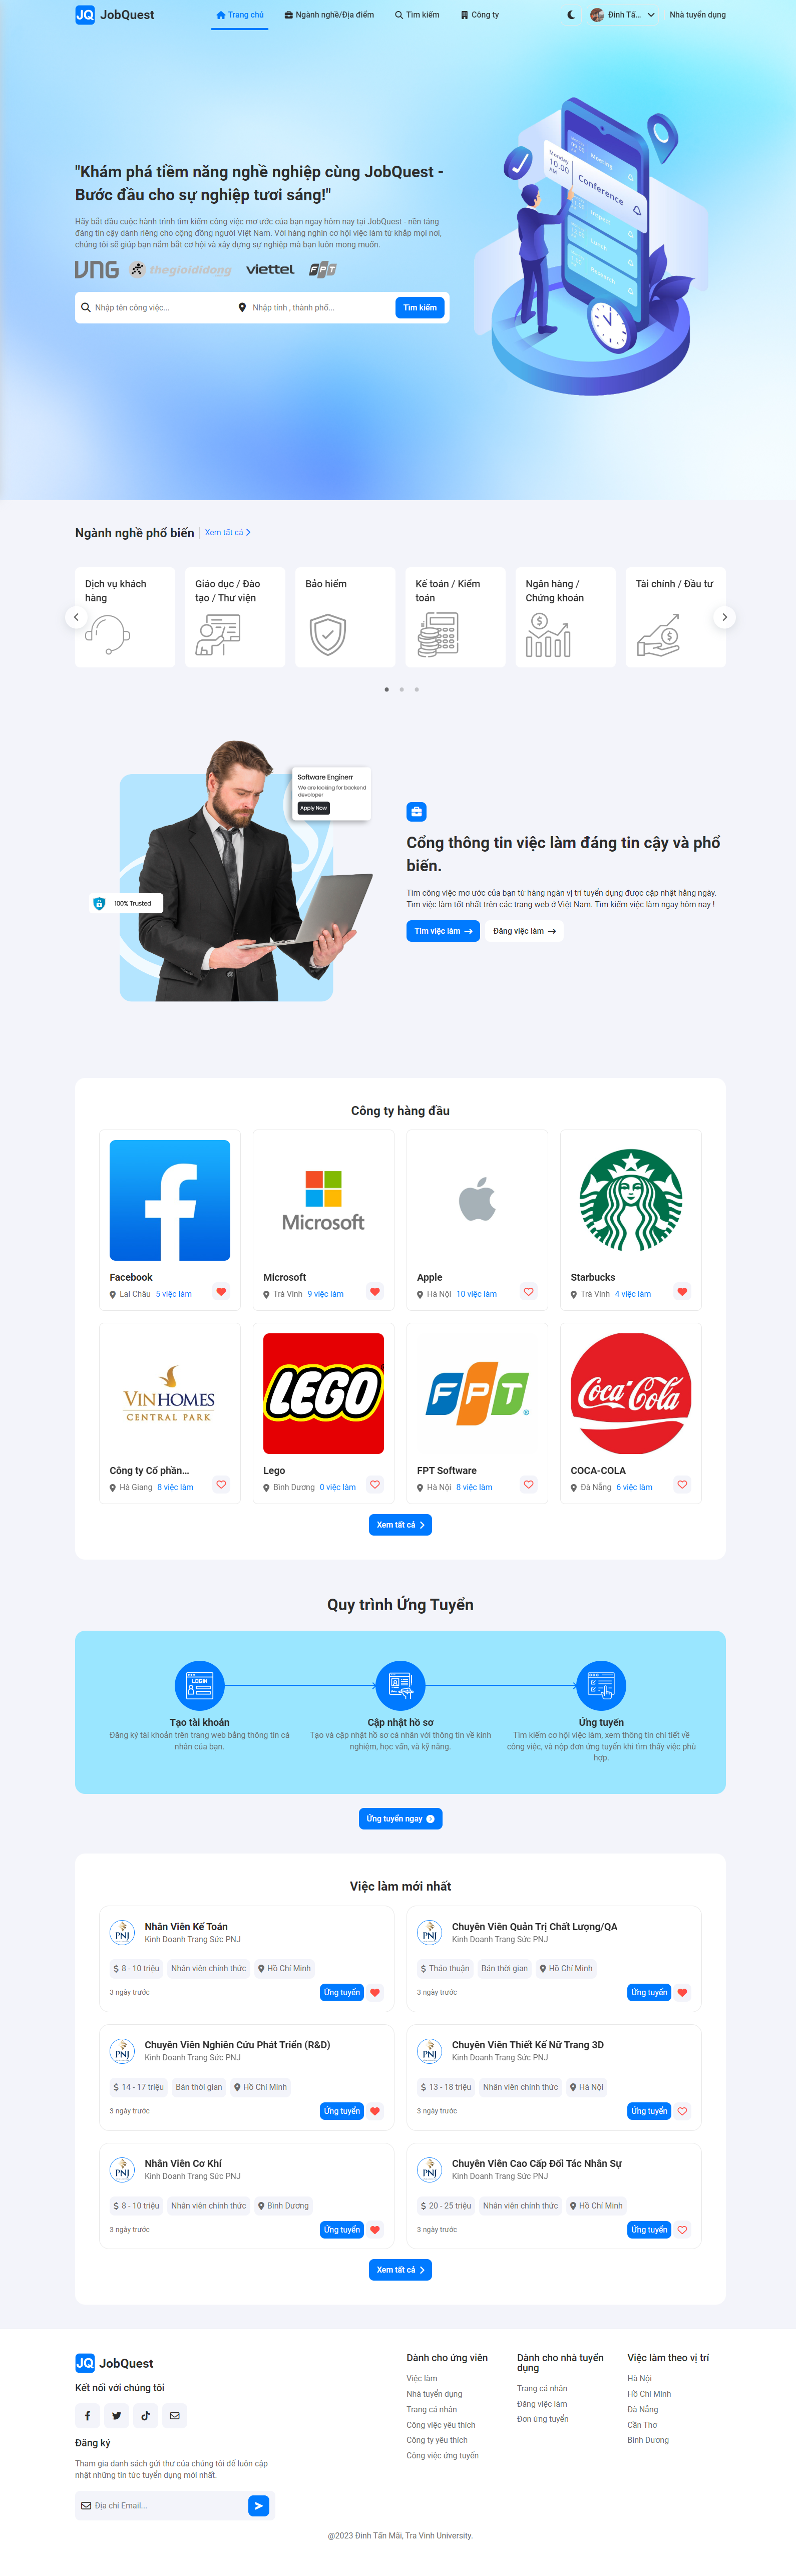 JQ JobQuest
Trang chủ
Ngành nghề/Địa điểm
Tìm kiếm
Công ty
Đinh Tấ...
Nhà tuyển dụng
"Khám phá tiềm năng nghề nghiệp cùng JobQuest -
Bước đầu cho sự nghiệp tươi sáng!"
Hãy bắt đầu cuộc hành trình tìm kiếm công việc mơ ước của bạn ngay hôm nay tại JobQuest - nền tảng
đáng tin cậy dành riêng cho cộng đồng người Việt Nam. Với hàng nghìn cơ hội việc làm từ khắp mọi nơi,
chúng tôi sẽ giúp bạn nắm bắt cơ hội và xây dựng sự nghiệp mà bạn luôn mong muốn.
VNG
thegioididong
viettel
FPT
Nhập tên công việc...
Nhập tỉnh , thành phố...
Tìm kiếm
Meeting
Monday
10.00
AM
Conference
Lunch
Research
Ngành nghề phổ biến
Xem tất cả
Dịch vụ khách
hàng
Giáo dục / Đào
tạo / Thư viện
Bảo hiểm
Kế toán / Kiểm
toán
Ngân hàng /
Chứng khoán
Tài chính / Đầu tư
Software Enginerr
We are looking for backend
devoloper
Apply Now
100% Trusted
Cổng thông tin việc làm đáng tin cậy và phổ
biến.
Tìm công việc mơ ước của bạn từ hàng ngàn vị trí tuyển dụng được cập nhật hằng ngày.
Tìm việc làm tốt nhất trên các trang web ở Việt Nam. Tìm kiếm việc làm ngay hôm nay !
Tìm việc làm
Đăng việc làm
Công ty hàng đầu
Microsoft
Facebook
Lai Châu 5 việc làm
Microsoft
Trà Vinh 9 việc làm
Apple
Hà Nội 10 việc làm
Starbucks
Trà Vinh 4 việc làm
VINHOMES
CENTRAL PARK
LEGO
FPT
Coca-Cola
Công ty Cổ phần...
Hà Giang 8 việc làm
Lego
Bình Dương 0 việc làm
FPT Software
Hà Nội 8 việc làm
COCA-COLA
Đà Nẵng 6 việc làm
Xem tất cả
Quy trình Ứng Tuyển
LOGIN
Tạo tài khoản
Đăng ký tài khoản trên trang web bằng thông tin cá
nhân của bạn.
Cập nhật hồ sơ
Tạo và cập nhật hồ sơ cá nhân với thông tin về kinh
nghiệm, học vấn, và kỹ năng.
Ứng tuyển
Tìm kiếm cơ hội việc làm, xem thông tin chi tiết về
công việc, và nộp đơn ứng tuyển khi tìm thấy việc phù
hợp.
Ứng tuyển ngay
Việc làm mới nhất
PNJ
Nhân Viên Kế Toán
Kinh Doanh Trang Sức PNJ
$ 8 - 10 triệu
Nhân viên chính thức
Hồ Chí Minh
3 ngày trước
Ứng tuyển
PNJ
Chuyên Viên Quản Trị Chất Lượng/QA
Kinh Doanh Trang Sức PNJ
$ Thảo thuận
Bán thời gian
Hồ Chí Minh
3 ngày trước
Ứng tuyển
PNJ
Chuyên Viên Nghiên Cứu Phát Triển (R&D)
Kinh Doanh Trang Sức PNJ
$ 14 - 17 triệu
Bán thời gian
Hồ Chí Minh
3 ngày trước
Ứng tuyển
PNJ
Chuyên Viên Thiết Kế Nữ Trang 3D
Kinh Doanh Trang Sức PNJ
$ 13 - 18 triệu
Nhân viên chính thức
Hà Nội
3 ngày trước
Ứng tuyển
PNJ
Nhân Viên Cơ Khí
Kinh Doanh Trang Sức PNJ
$ 8 - 10 triệu
Nhân viên chính thức
Bình Dương
3 ngày trước
Ứng tuyển
PNJ
Chuyên Viên Cao Cấp Đối Tác Nhân Sự
Kinh Doanh Trang Sức PNJ
$ 20 - 25 triệu
Nhân viên chính thức
Hồ Chí Minh
3 ngày trước
Ứng tuyển
Xem tất cả
JQ JobQuest
Kết nối với chúng tôi
Đăng ký
Tham gia danh sách gửi thư của chúng tôi để luôn cập
nhật những tin tức tuyển dụng mới nhất.
Địa chỉ Email...
Dành cho ứng viên
Việc làm
Nhà tuyển dụng
Trang cá nhân
Công việc yêu thích
Công ty yêu thích
Công việc ứng tuyển
Dành cho nhà tuyển
dụng
Trang cá nhân
Đăng việc làm
Đơn ứng tuyển
Việc làm theo vị trí
Hà Nội
Hồ Chí Minh
Đà Nẵng
Cần Thơ
Bình Dương
@2023 Đinh Tấn Mãi, Tra Vinh University.